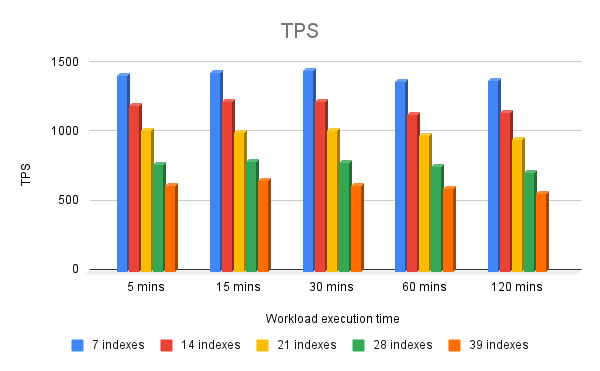 TPS
1500
1000
500
0
TPS
5 mins 15 mins 30 mins 60 mins 120 mins
Workload execution time
7 indexes 14 indexes 21 indexes 28 indexes 39 indexes